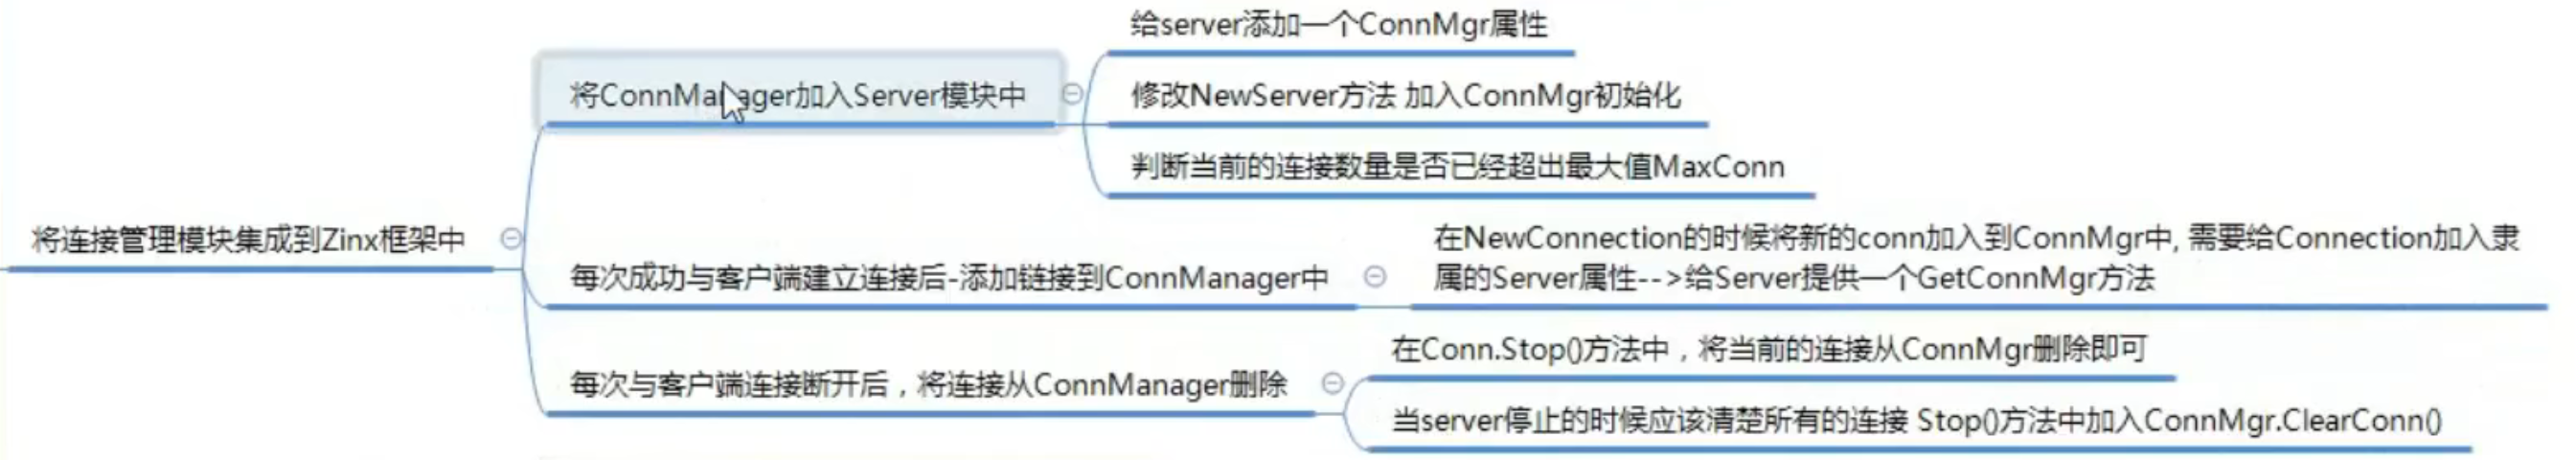 给server添加一个ConnMgr属性
将ConnManager加入Server模块中
修改NewServer方法 加入ConnMgr初始化
判断当前的连接数量是否已经超出最大值MaxConn
将连接管理模块集成到Zinx框架中
每次成功与客户端建立连接后-添加链接到ConnManager中
在NewConnection的时候将新的conn加入到ConnMgr中, 需要给Connection加入隶
属的Server属性-->给Server提供一个GetConnMgr方法
每次与客户端连接断开后，将连接从ConnManager删除
在Conn.Stop()方法中，将当前的连接从ConnMgr删除即可
当server停止的时候应该清楚所有的连接 Stop()方法中加入ConnMgr.ClearConn()